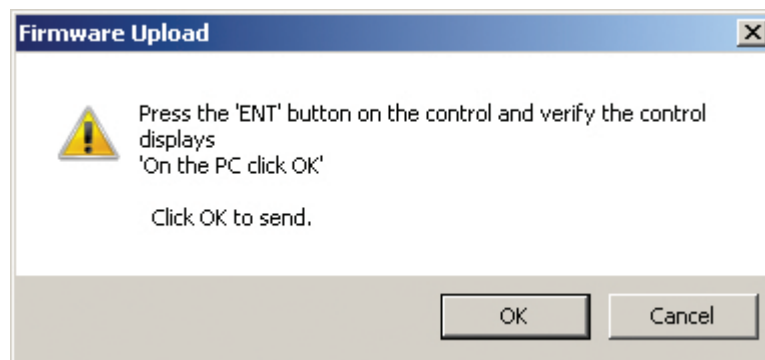 Firmware Upload
Press the 'ENT' button on the control and verify the control
displays
'On the PC click OK'
Click OK to send.
OK
Cancel